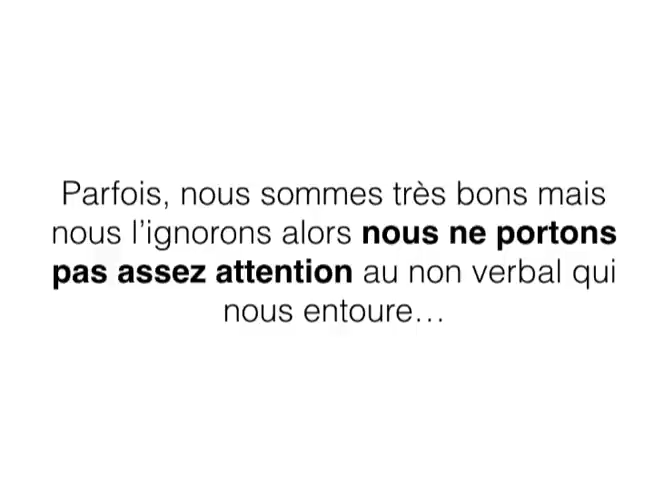 Parfois, nous sommes très bons mais
nous l’ignorons alors nous ne portons
pas assez attention au non verbal qui
nous entoure…